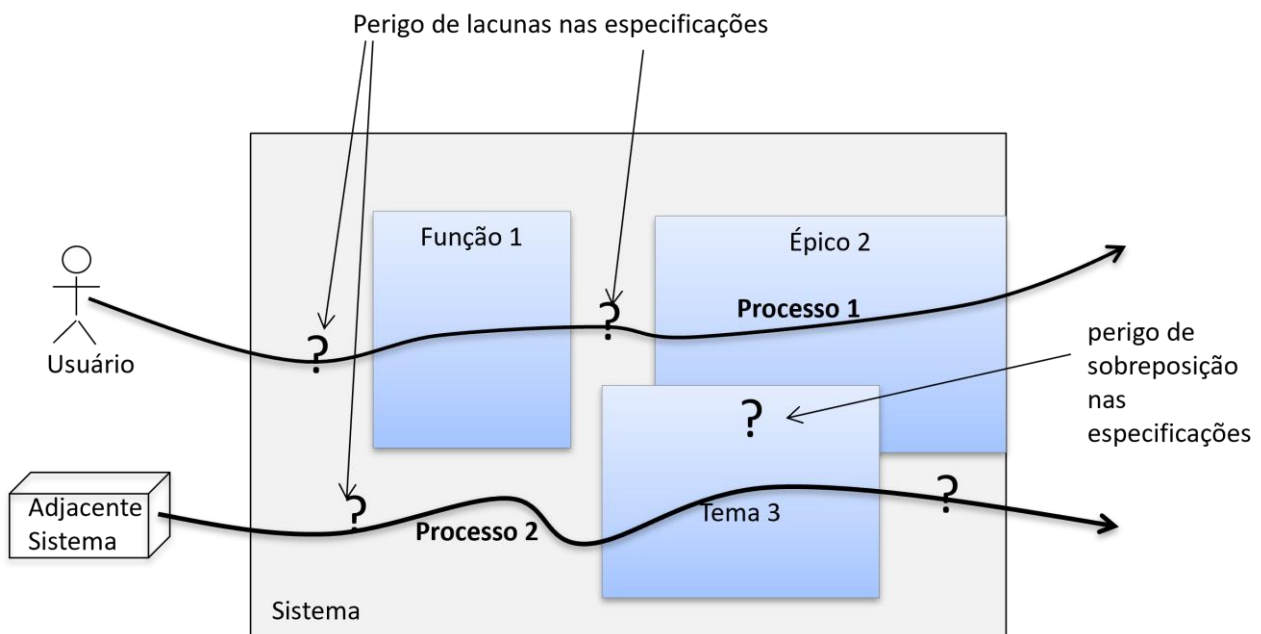 Perigo de lacunas nas especificações
Função 1
Épico 2
?
Processo 1
?
Usuário
perigo de
sobreposição
nas
especificações
?
Adjacente
Sistema
?
Processo 2
Tema 3
?
Sistema